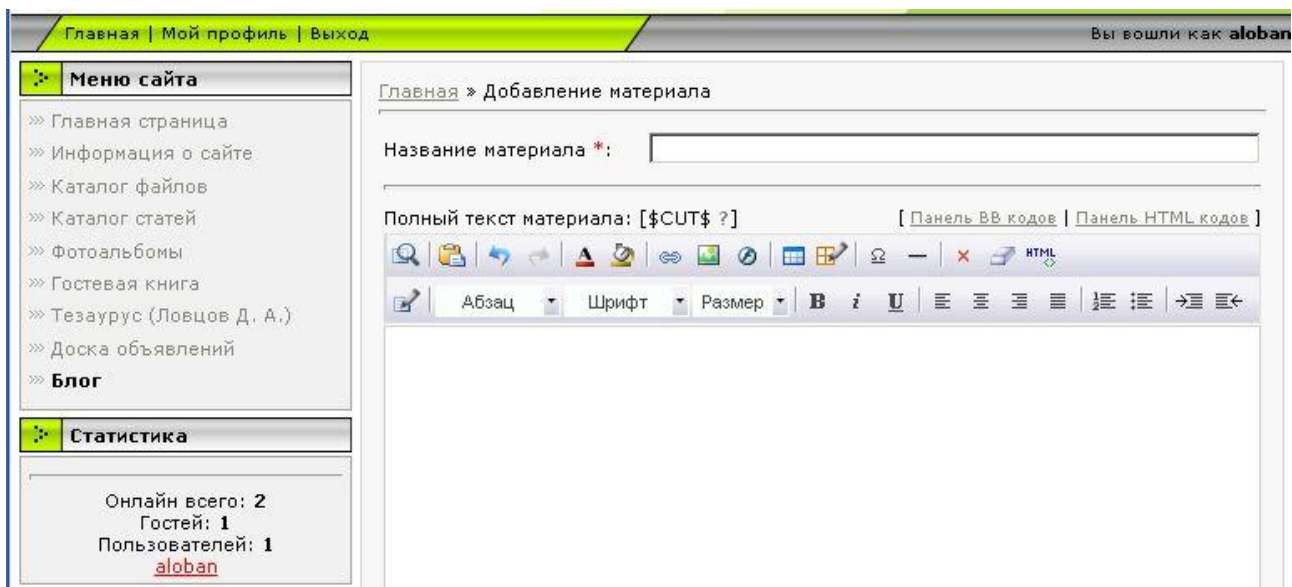 Главная | Мой профиль | Выход
Вы вошли как aloban
Меню сайта
»» Главная страница
»» Информация о сайте
»» Каталог файлов
»» Каталог статей
»» Фотоальбомы
»» Гостевая книга
»» Тезаурус (Ловцов Д. А.)
»» Доска объявлений
»» Блог
Статистика
Онлайн всего: 2
Гостей: 1
Пользователей: 1
aloban
Главная » Добавление материала
Название материала *:
Полный текст материала: [$CUT$ ?]
[ Панель BB кодов | Панель HTML кодов ]
Ω HTML
Абзац Шрифт Размер B i U